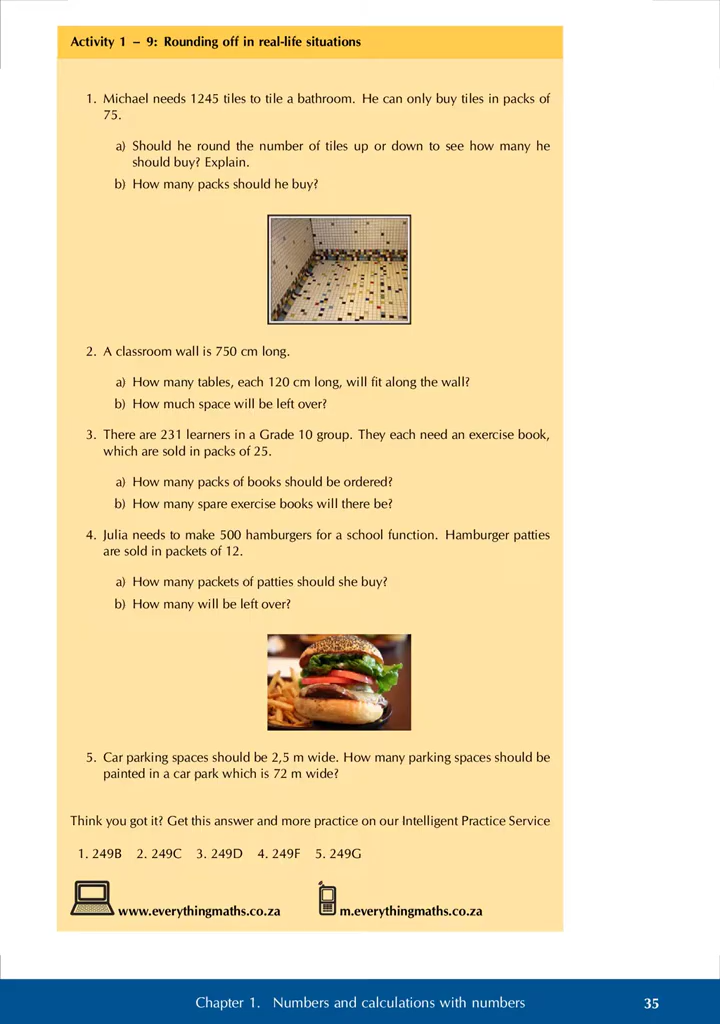 Activity 1 – 9: Rounding off in real-life situations
1. Michael needs 1245 tiles to tile a bathroom. He can only buy tiles in packs of
75.
a) Should he round the number of tiles up or down to see how many he
should buy? Explain.
b) How many packs should he buy?
2. A classroom wall is 750 cm long.
a) How many tables, each 120 cm long, will fit along the wall?
b) How much space will be left over?
3. There are 231 learners in a Grade 10 group. They each need an exercise book,
which are sold in packs of 25.
a) How many packs of books should be ordered?
b) How many spare exercise books will there be?
4. Julia needs to make 500 hamburgers for a school function. Hamburger patties
are sold in packets of 12.
a) How many packets of patties should she buy?
b) How many will be left over?
5. Car parking spaces should be 2,5 m wide. How many parking spaces should be
painted in a car park which is 72 m wide?
Think you got it? Get this answer and more practice on our Intelligent Practice Service
1. 249B 2. 249C 3. 249D 4. 249F 5. 249G
www.everythingmaths.co.za m.everythingmaths.co.za
Chapter 1. Numbers and calculations with numbers 35